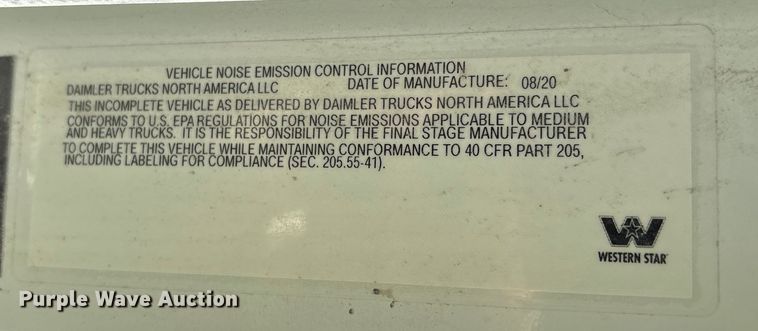 VEHICLE NOISE EMISSION CONTROL INFORMATION
DAIMLER TRUCKS NORTH AMERICA LLC DATE OF MANUFACTURE: 08/20
THIS INCOMPLETE VEHICLE AS DELIVERED BY DAIMLER TRUCKS NORTH AMERICA LLC
CONFORMS TO U.S. EPA REGULATIONS FOR NOISE EMISSIONS APPLICABLE TO MEDIUM
AND HEAVY TRUCKS. IT IS THE RESPONSIBILITY OF THE FINAL STAGE MANUFACTURER
TO COMPLETE THIS VEHICLE WHILE MAINTAINING CONFORMANCE TO 40 CFR PART 205,
INCLUDING LABELING FOR COMPLIANCE (SEC. 205.55-41).
WESTERN STAR
Purple Wave Auction